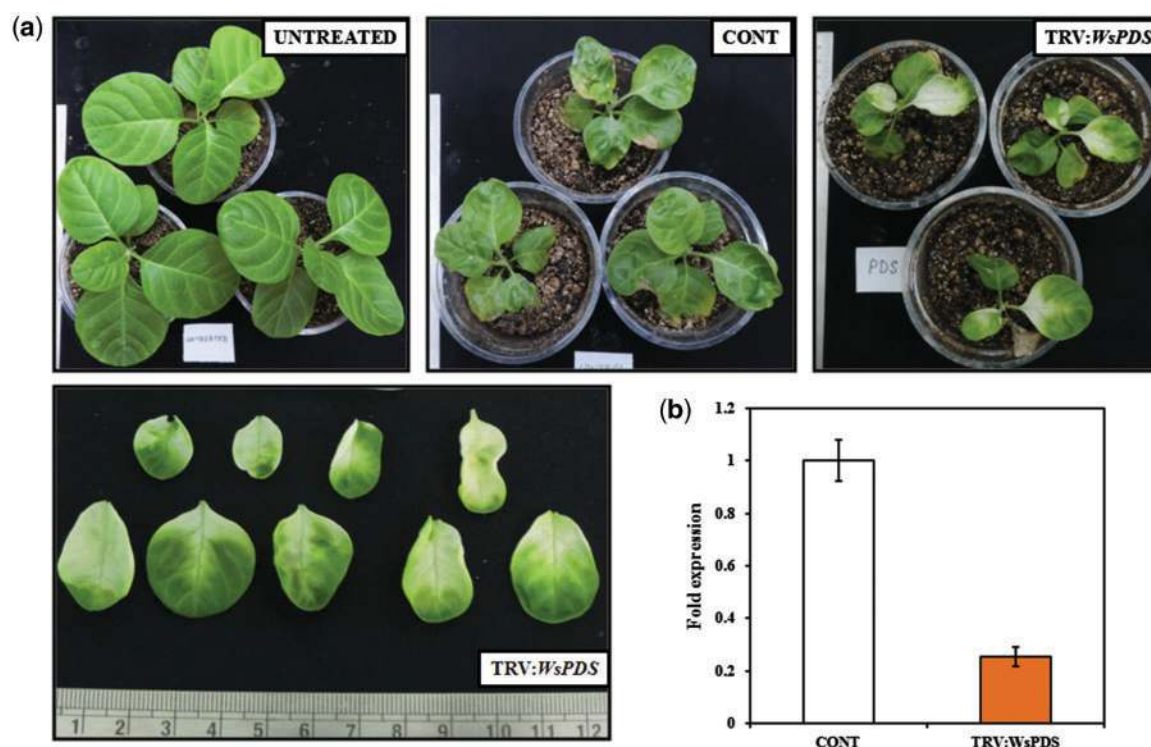 (a)
UNTREATED
CONT
TRV:WsPDS
UNTREATED
PDS
TRV:WsPDS
1 2 3 4 5 6 7 8 9 10 11 12
(b)
1.2
1
0.8
0.6
0.4
0.2
0
Fold expression
CONT
TRV:WsPDS